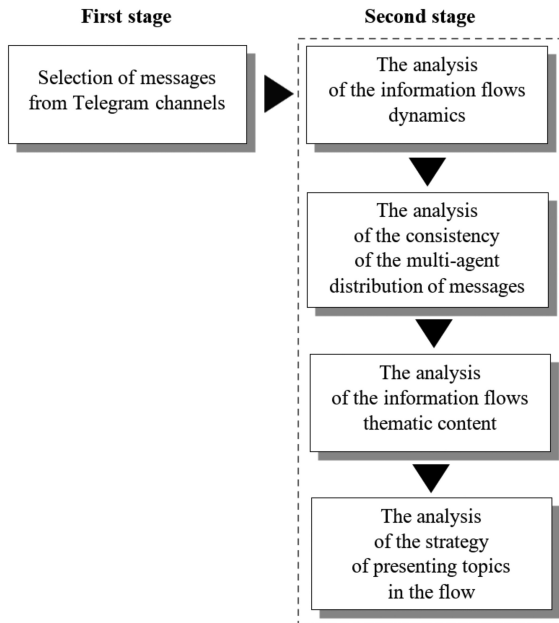 First stage
Second stage
Selection of messages
from Telegram channels
The analysis
of the information flows
dynamics
The analysis
of the consistency
of the multi-agent
distribution of messages
The analysis
of the information flows
thematic content
The analysis
of the strategy
of presenting topics
in the flow